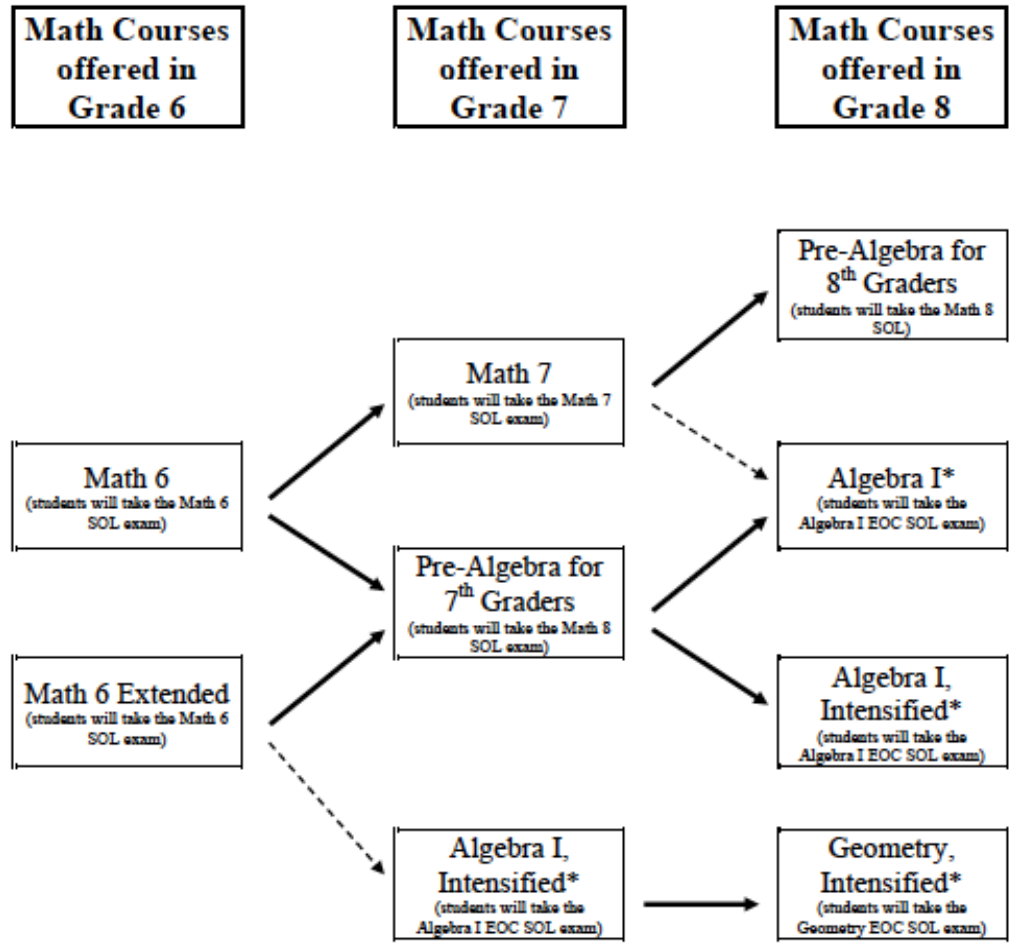 Math Courses
offered in
Grade 6
Math Courses
offered in
Grade 7
Math Courses
offered in
Grade 8
Pre-Algebra for
8th Graders
(students will take the Math 8
SOL)
Math 7
(students will take the Math 7
SOL exam)
Math 6
(students will take the Math 6
SOL exam)
Algebra I*
(students will take the
Algebra I EOC SOL exam)
Pre-Algebra for
7th Graders
(students will take the Math 8
SOL exam)
Math 6 Extended
(students will take the Math 6
SOL exam)
Algebra I,
Intensified*
(students will take the
Algebra I EOC SOL exam)
Algebra I,
Intensified*
(students will take the
Algebra I EOC SOL exam)
Geometry,
Intensified*
(students will take the
Geometry EOC SOL exam)